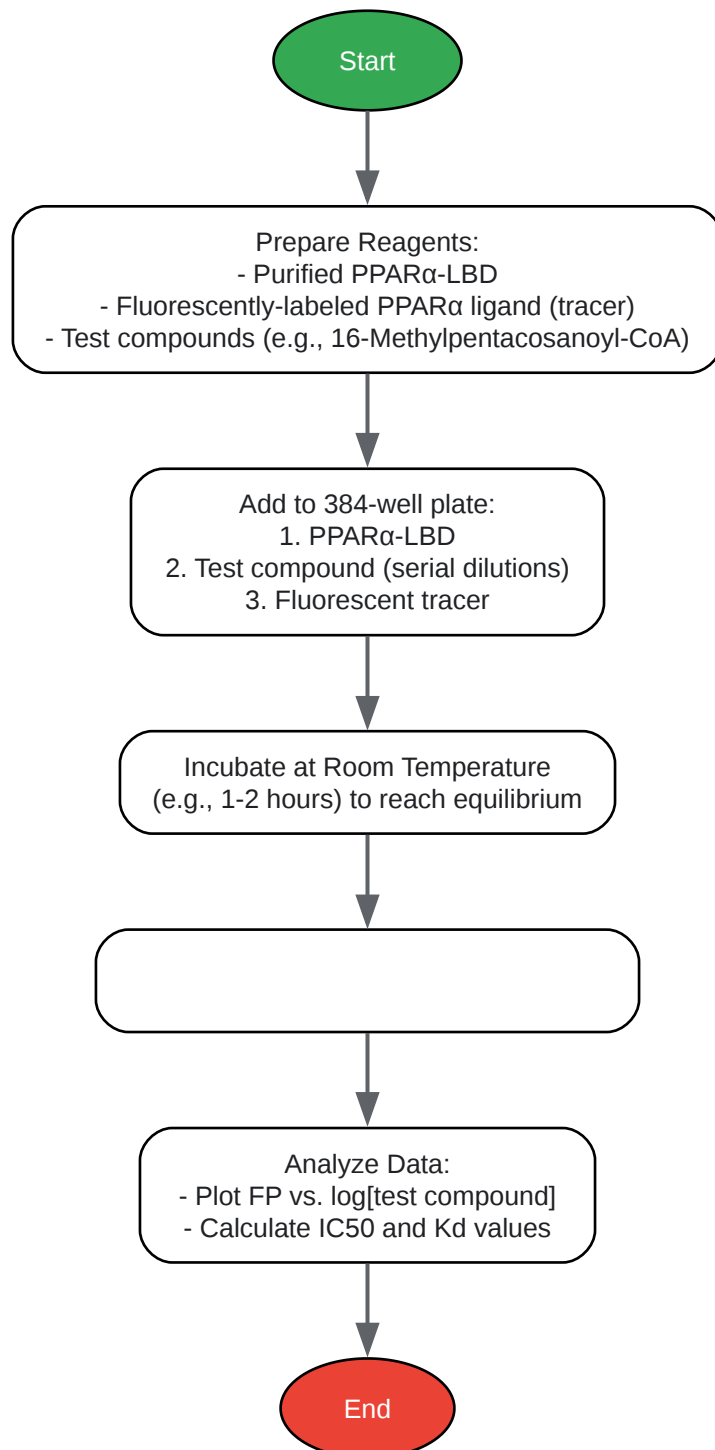 Start
Prepare Reagents:
- Purified PPARα-LBD
- Fluorescently-labeled PPARα ligand (tracer)
- Test compounds (e.g., 16-Methylpentacosanoyl-CoA)
Add to 384-well plate:
1. PPARα-LBD
2. Test compound (serial dilutions)
3. Fluorescent tracer
Incubate at Room Temperature
(e.g., 1-2 hours) to reach equilibrium
Analyze Data:
- Plot FP vs. log[test compound]
- Calculate IC50 and Kd values
End